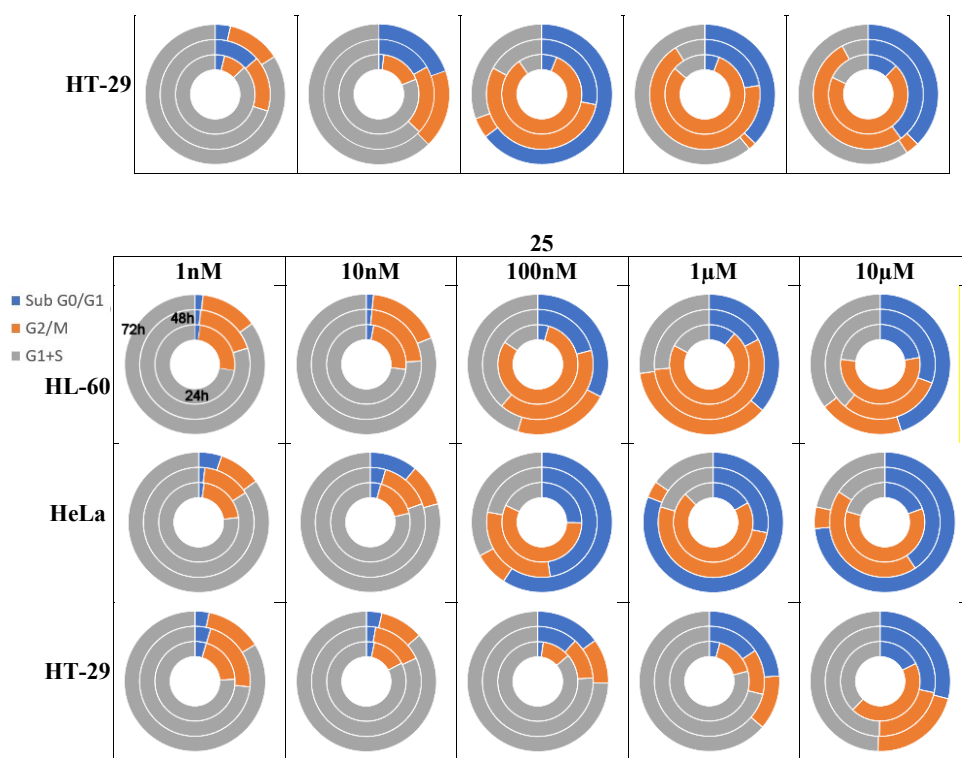 HT-29
25
1nM 10nM 100nM 1µM 10µM
Sub G0/G1
G2/M
G1+S
72h 48h
24h
HL-60
HeLa
HT-29